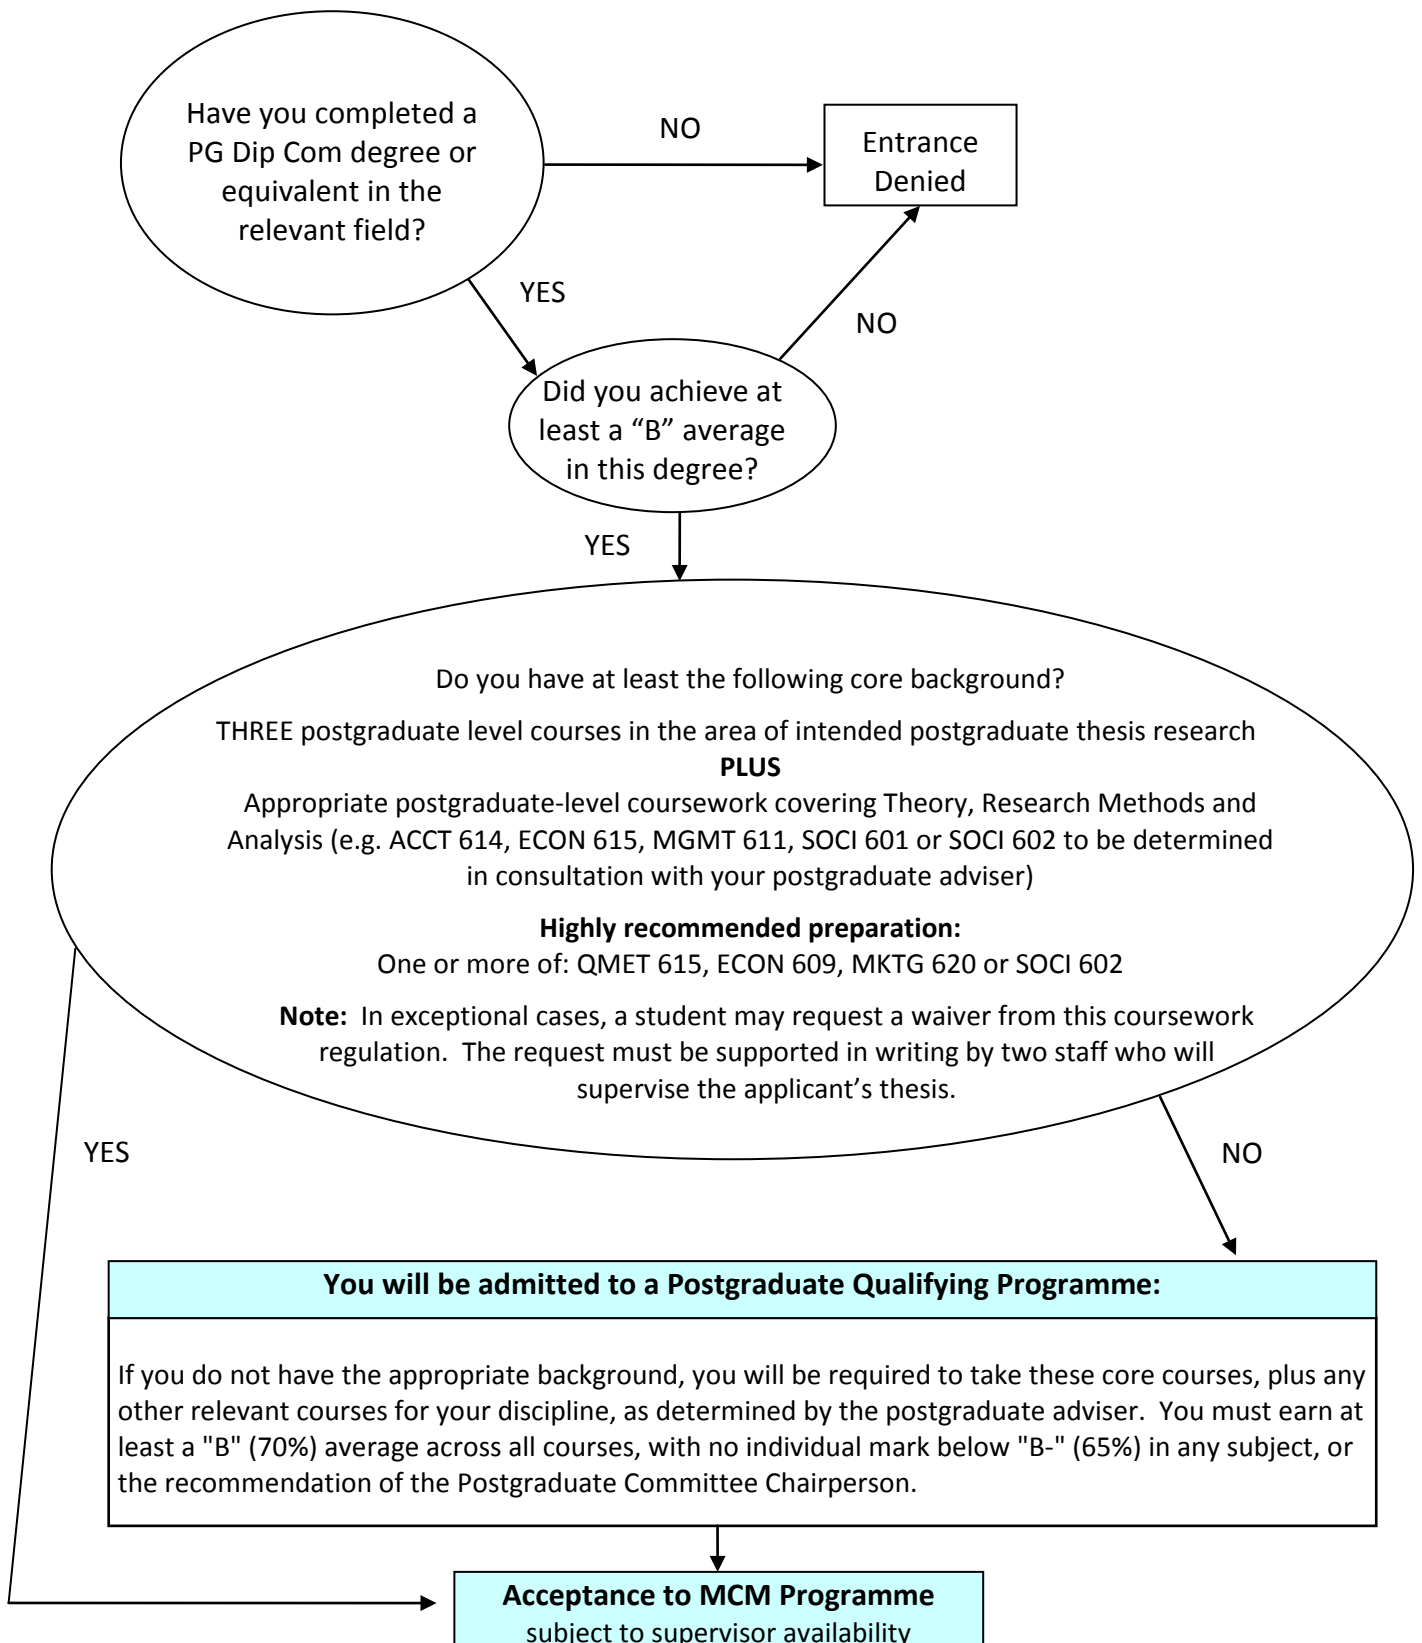 Have you completed a
PG Dip Com degree or
equivalent in the
relevant field?
NO
Entrance
Denied
YES
NO
Did you achieve at
least a “B” average
in this degree?
YES
Do you have at least the following core background?
THREE postgraduate level courses in the area of intended postgraduate thesis research
PLUS
Appropriate postgraduate-level coursework covering Theory, Research Methods and
Analysis (e.g. ACCT 614, ECON 615, MGMT 611, SOCI 601 or SOCI 602 to be determined
in consultation with your postgraduate adviser)
Highly recommended preparation:
One or more of: QMET 615, ECON 609, MKTG 620 or SOCI 602
Note: In exceptional cases, a student may request a waiver from this coursework
regulation. The request must be supported in writing by two staff who will
supervise the applicant’s thesis.
YES
NO
You will be admitted to a Postgraduate Qualifying Programme:
If you do not have the appropriate background, you will be required to take these core courses, plus any
other relevant courses for your discipline, as determined by the postgraduate adviser. You must earn at
least a "B" (70%) average across all courses, with no individual mark below "B-" (65%) in any subject, or
the recommendation of the Postgraduate Committee Chairperson.
Acceptance to MCM Programme
subject to supervisor availability